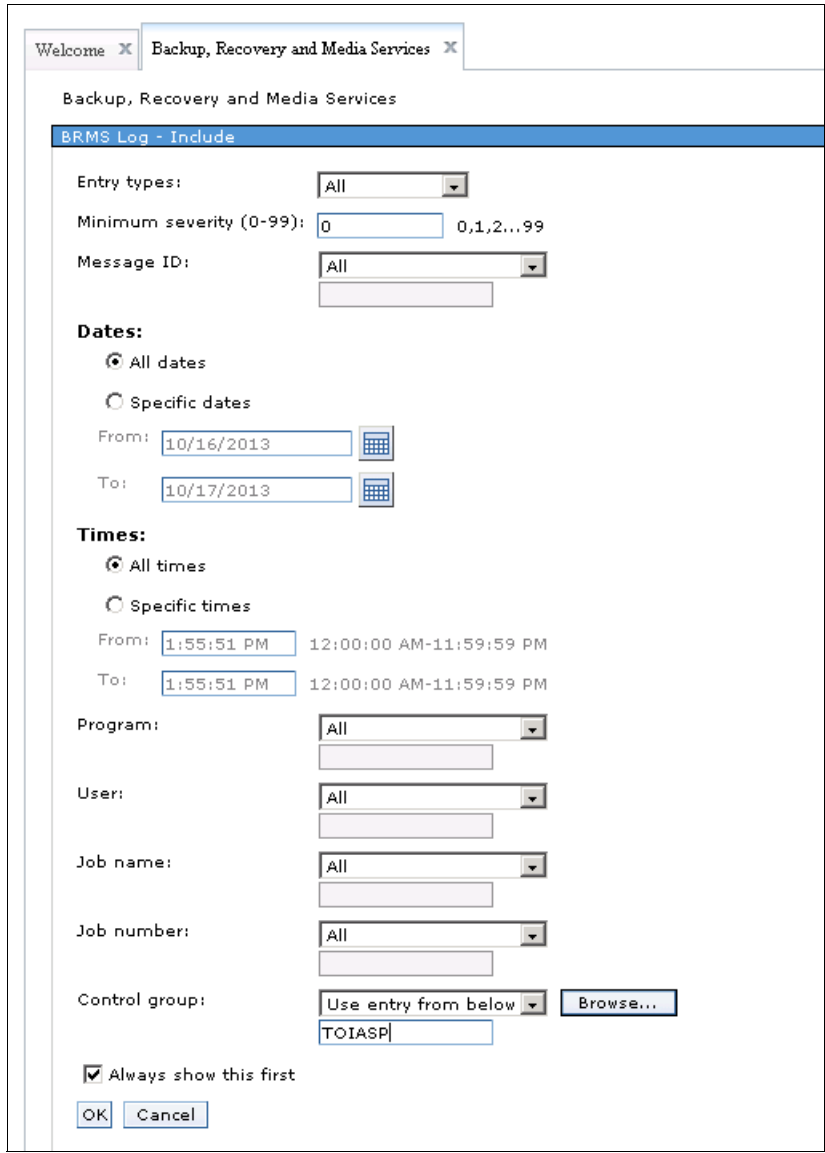 Welcome X Backup, Recovery and Media Services X
Backup, Recovery and Media Services
BRMS Log - Include
Entry types: All
Minimum severity (0-99): 0 0,1,2...99
Message ID: All
Dates:
All dates
Specific dates
From: 10/16/2013
To: 10/17/2013
Times:
All times
Specific times
From: 1:55:51 PM 12:00:00 AM-11:59:59 PM
To: 1:55:51 PM 12:00:00 AM-11:59:59 PM
Program: All
User: All
Job name: All
Job number: All
Control group: Use entry from below Browse...
TOIASP
Always show this first
OK Cancel